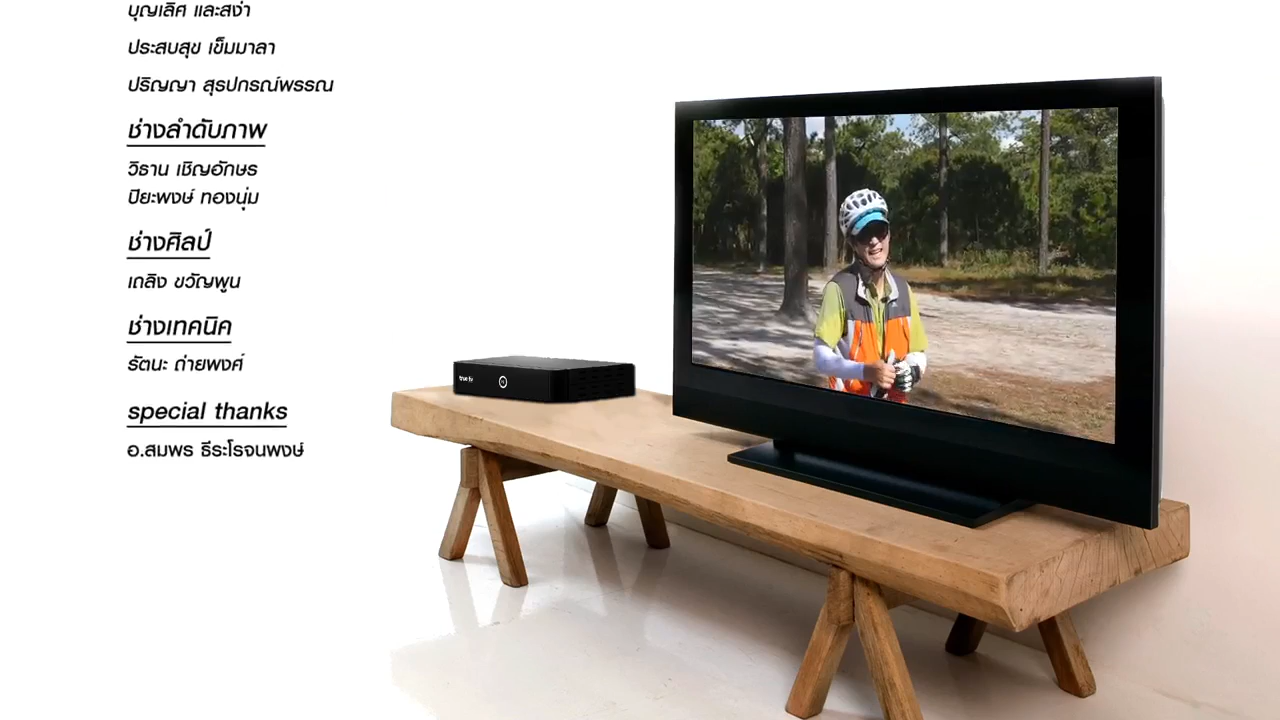 บุญเลิศ และสง่า
ประสบสุข เข็มมาลา
ปริญญา สุรปกรณ์พรรณ
ช่างลำดับภาพ
วิธาน เชิญอักษร
ปิยะพงษ์ ทองนุ่ม
ช่างศิลป์
เถลิง ขวัญพูน
ช่างเทคนิค
รัตนะ ถ่ายพงศ์
special thanks
อ.สมพร ธีระโรจนพงษ์
true tv